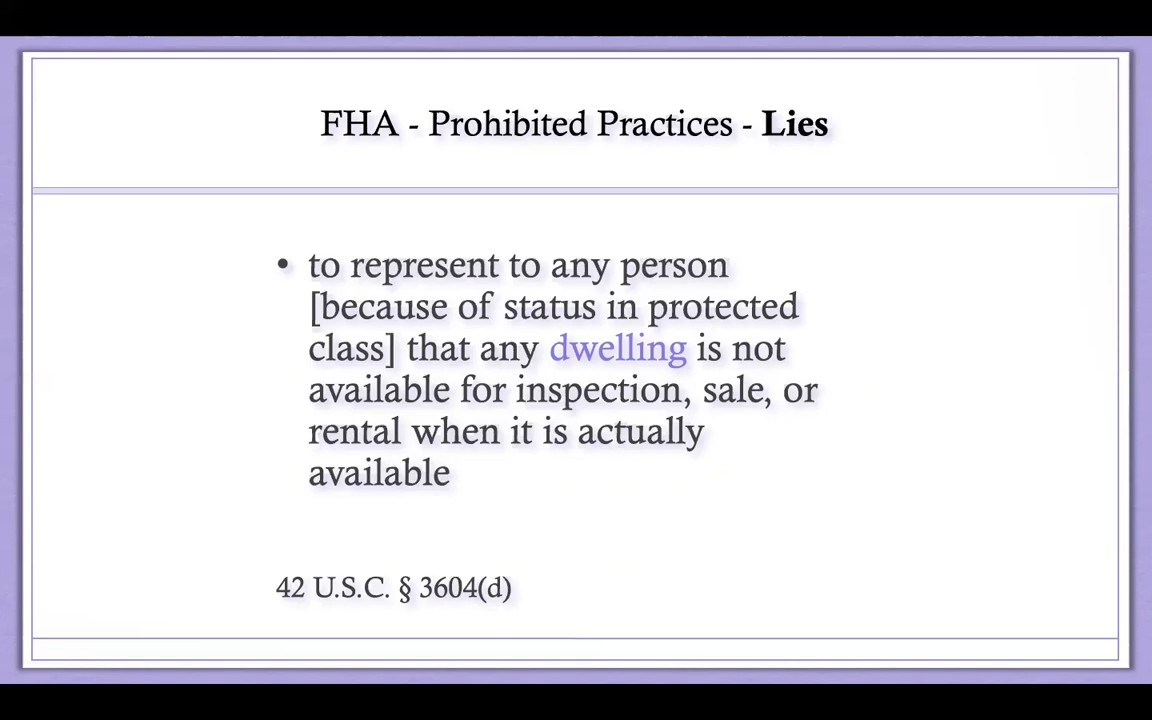 FHA - Prohibited Practices - Lies
• to represent to any person
[because of status in protected
class] that any dwelling is not
available for inspection, sale, or
rental when it is actually
available
42 U.S.C. § 3604(d)